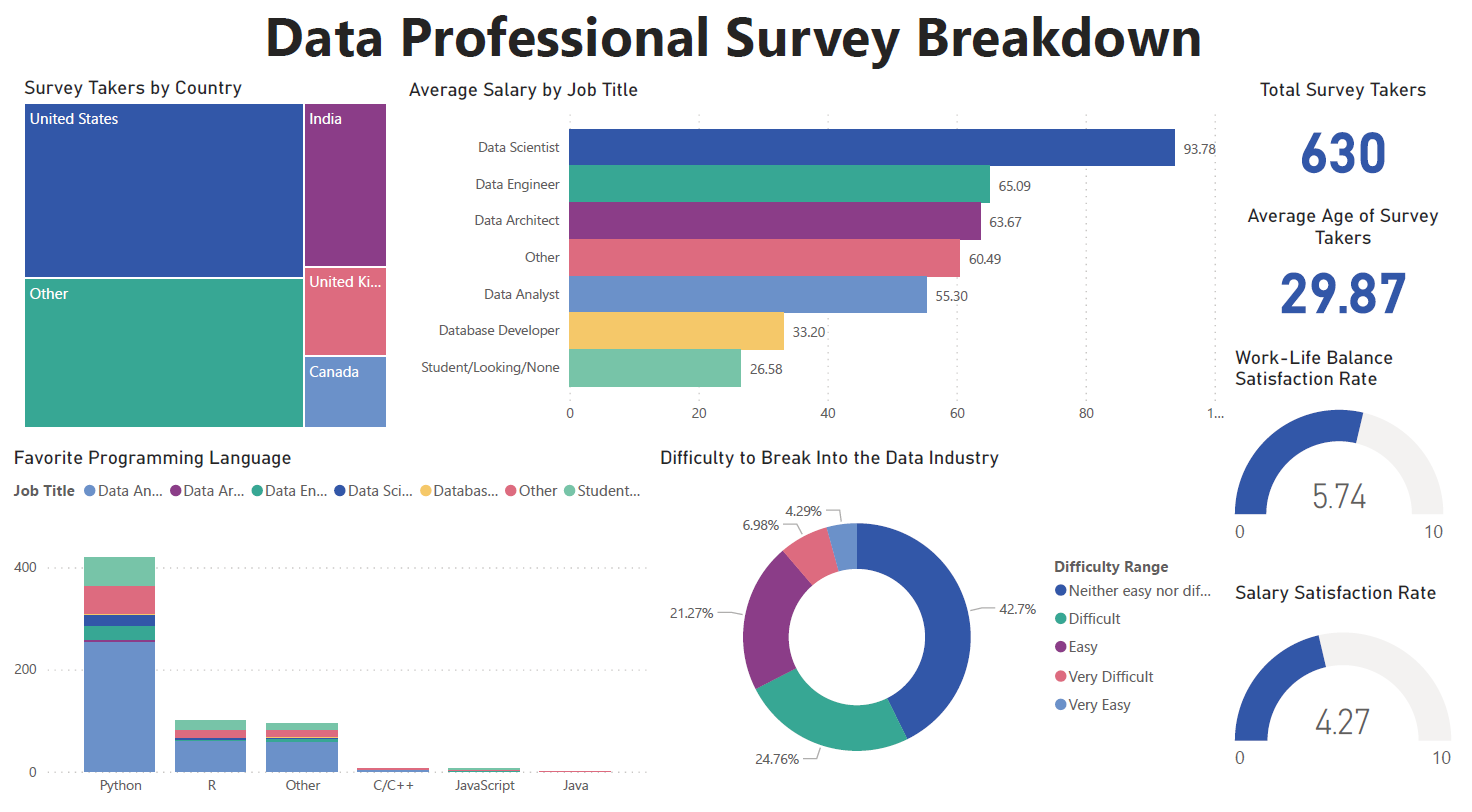 Data Professional Survey Breakdown
Survey Takers by Country
United States
India
Other
United Ki...
Canada
Average Salary by Job Title
Data Scientist
93.78
Data Engineer
65.09
Data Architect
63.67
Other
60.49
Data Analyst
55.30
Database Developer
33.20
Student/Looking/None
26.58
0 20 40 60 80 1...
Total Survey Takers
630
Average Age of Survey
Takers
29.87
Work-Life Balance
Satisfaction Rate
5.74
0 10
Salary Satisfaction Rate
4.27
0 10
Favorite Programming Language
Job Title Data An... Data Ar... Data En... Data Sci... Databas... Other Student...
400
200
0
Python R Other C/C++ JavaScript Java
Difficulty to Break Into the Data Industry
4.29%
6.98%
21.27%
42.7%
24.76%
Difficulty Range
Neither easy nor dif...
Difficult
Easy
Very Difficult
Very Easy